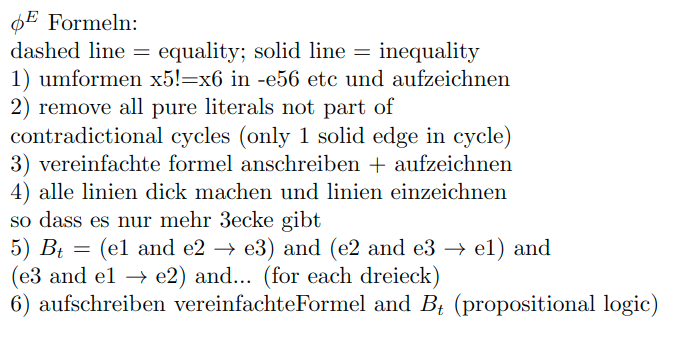 ϕᴱ Formeln:
dashed line = equality; solid line = inequality
1) umformen x5!=x6 in -e56 etc und aufzeichnen
2) remove all pure literals not part of
contradictional cycles (only 1 solid edge in cycle)
3) vereinfachte formel anschreiben + aufzeichnen
4) alle linien dick machen und linien einzeichnen
so dass es nur mehr 3ecke gibt
5) Bₜ = (e1 and e2 → e3) and (e2 and e3 → e1) and
(e3 and e1 → e2) and... (for each dreieck)
6) aufschreiben vereinfachteFormel and Bₜ (propositional logic)